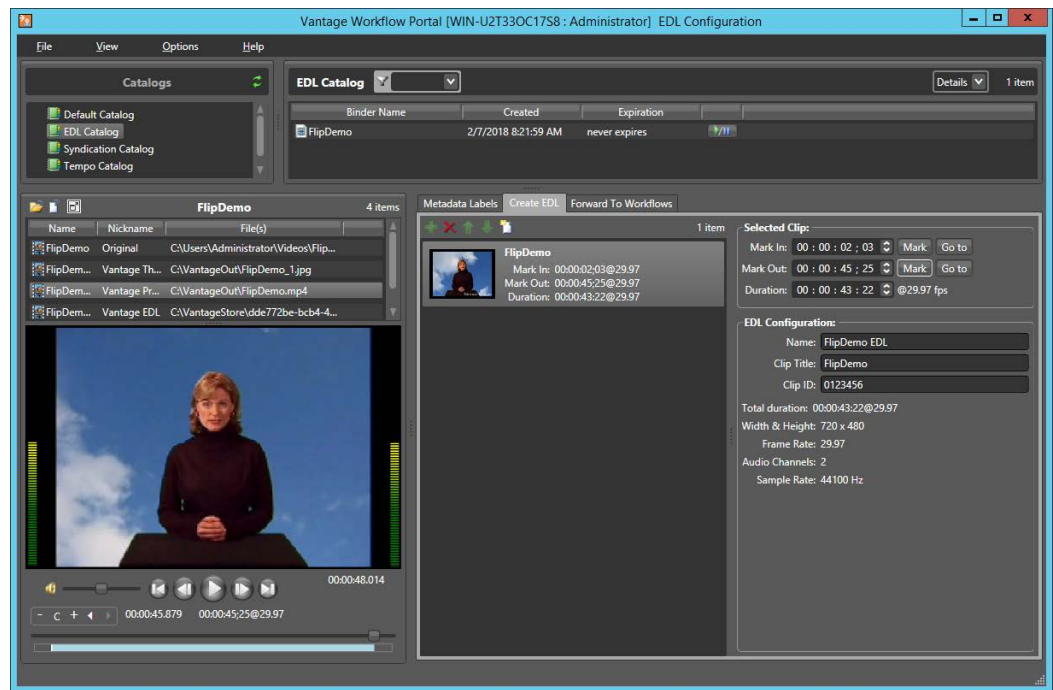 Vantage Workflow Portal [WIN-U2T33OC17S8 : Administrator] EDL Configuration
File View Options Help
Catalogs
Default Catalog
EDL Catalog
Syndication Catalog
Tempo Catalog
EDL Catalog Details 1 item
Binder Name Created Expiration
FlipDemo 2/7/2018 8:21:59 AM never expires
FlipDemo 4 items
Name Nickname File(s)
FlipDemo Original C:\Users\Administrator\Videos\Flip...
FlipDem... Vantage Th... C:\VantageOut\FlipDemo_1.jpg
FlipDem... Vantage Pr... C:\VantageOut\FlipDemo.mp4
FlipDem... Vantage EDL C:\VantageStore\dde772be-bcb4-4...
00:00:48.014
- C + 00:00:45.879 00:00:45;25@29.97
Metadata Labels Create EDL Forward To Workflows
1 item
FlipDemo
Mark In: 00:00:02;03@29.97
Mark Out: 00:00:45;25@29.97
Duration: 00:00:43:22@29.97
Selected Clip:
Mark In: 00 : 00 : 02 ; 03 Mark Go to
Mark Out: 00 : 00 : 45 ; 25 Mark Go to
Duration: 00 : 00 : 43 : 22 @29.97 fps
EDL Configuration:
Name: FlipDemo EDL
Clip Title: FlipDemo
Clip ID: 0123456
Total duration: 00:00:43:22@29.97
Width & Height: 720 x 480
Frame Rate: 29.97
Audio Channels: 2
Sample Rate: 44100 Hz